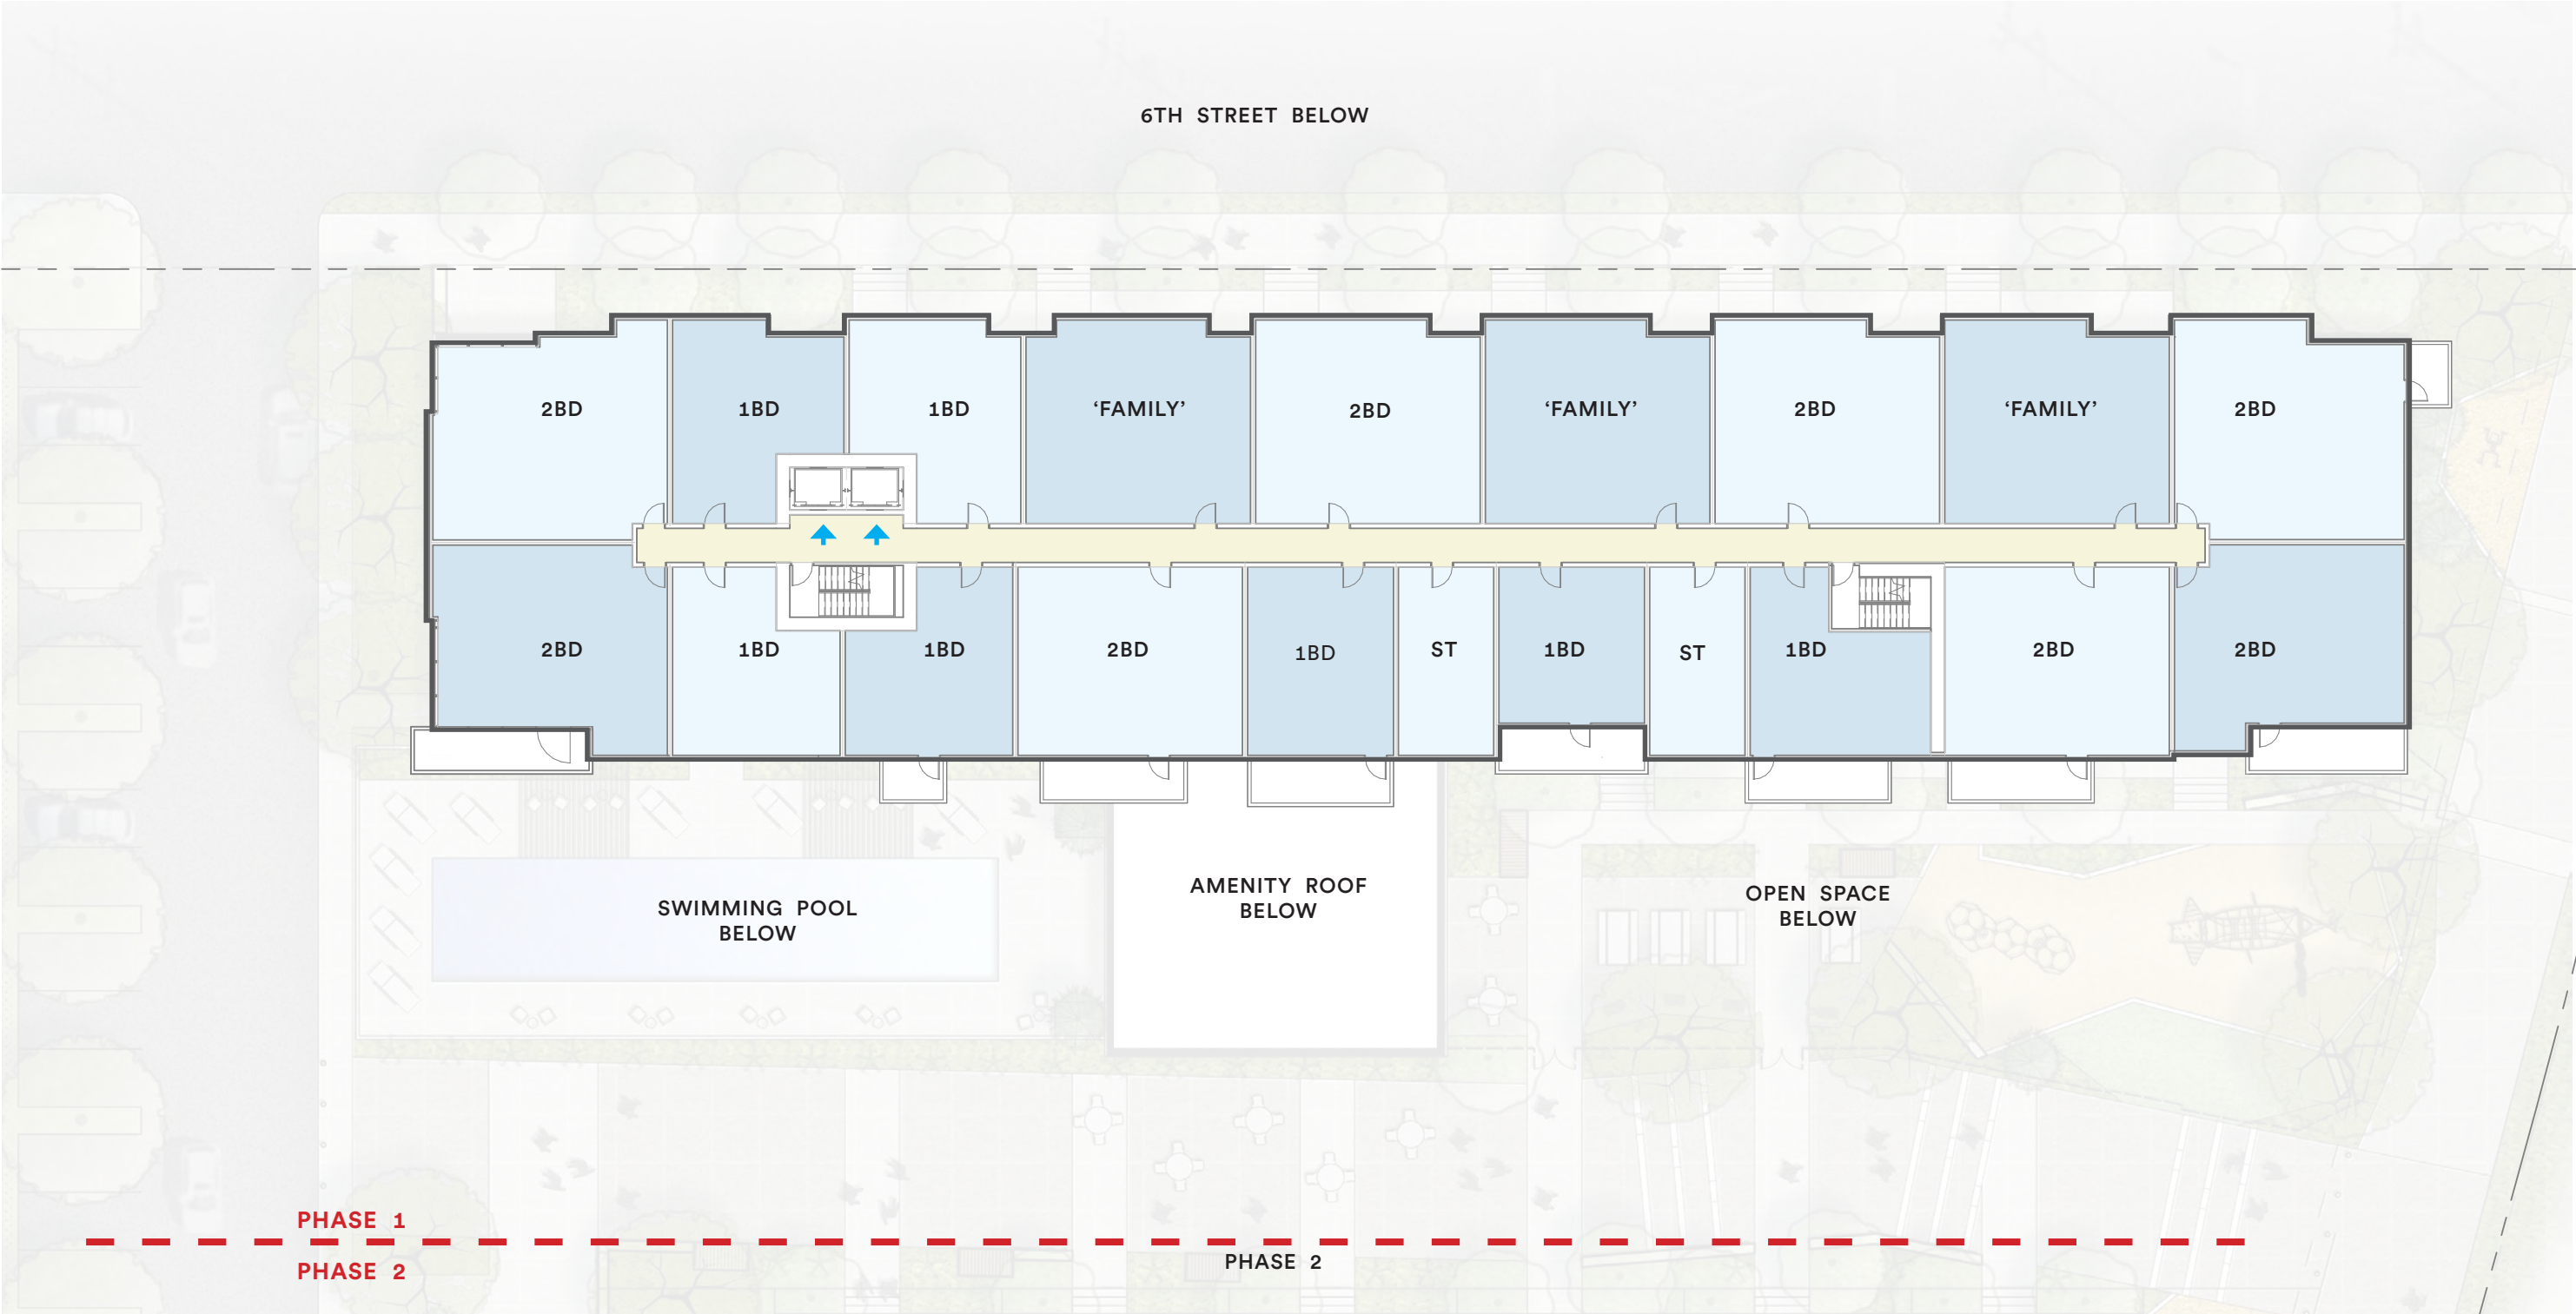 6TH STREET BELOW
2BD
1BD
1BD
‘FAMILY’
2BD
‘FAMILY’
2BD
‘FAMILY’
2BD
2BD
1BD
1BD
2BD
1BD
ST
1BD
ST
1BD
2BD
2BD
SWIMMING POOL
BELOW
AMENITY ROOF
BELOW
OPEN SPACE
BELOW
PHASE 1
PHASE 2
PHASE 2